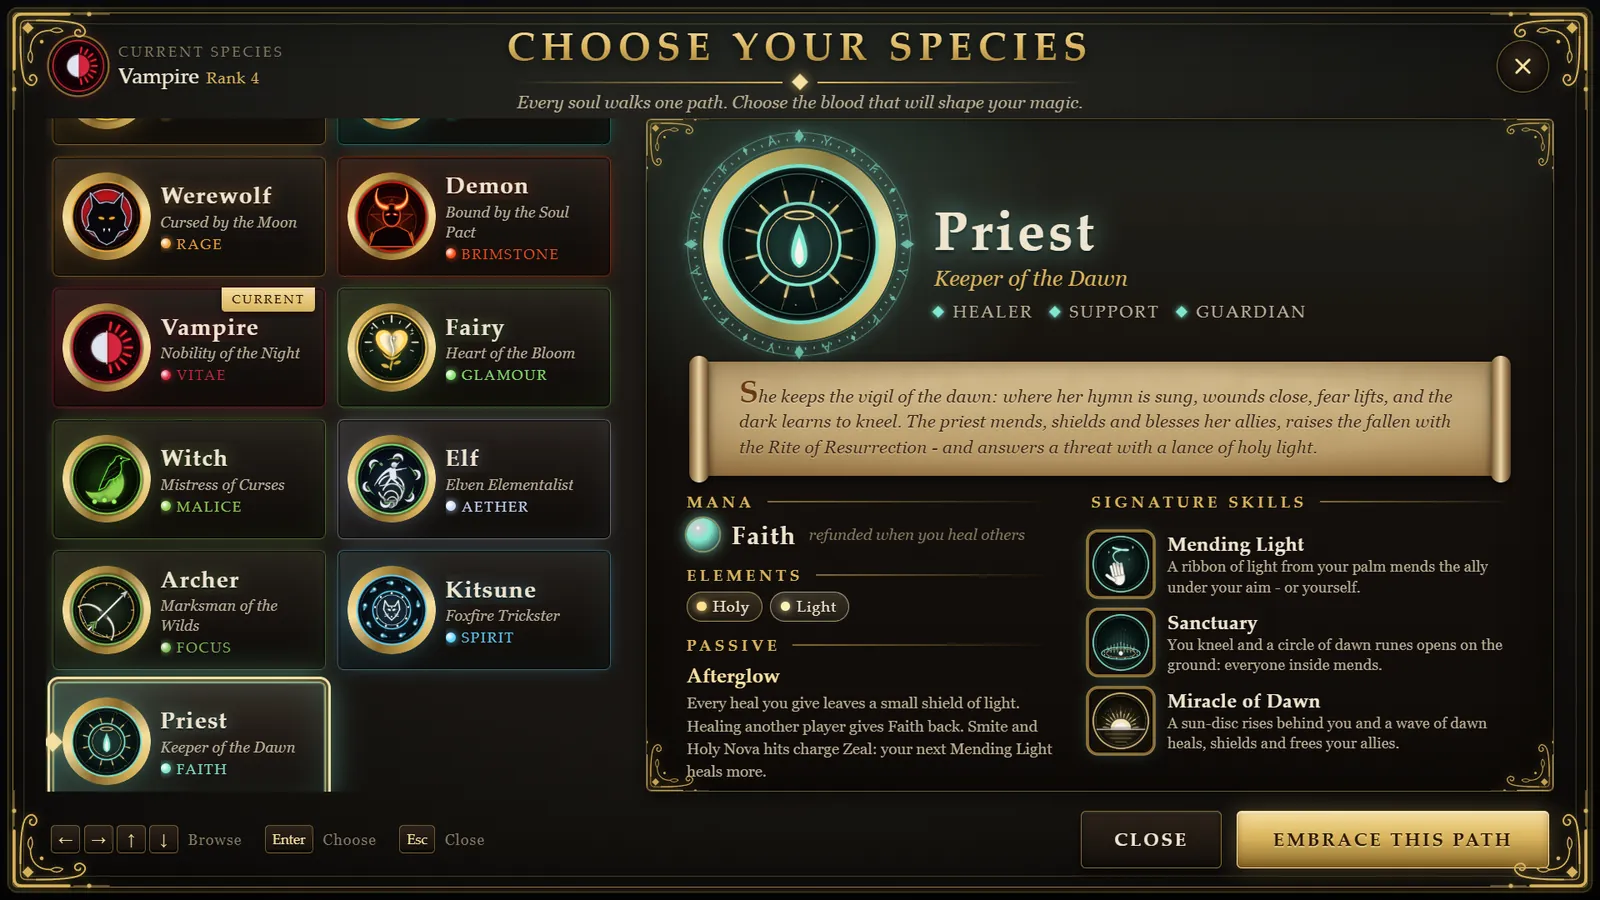 CURRENT SPECIES
Vampire Rank 4
CHOOSE YOUR SPECIES
Every soul walks one path. Choose the blood that will shape your magic.
Werewolf
Cursed by the Moon
RAGE
Demon
Bound by the Soul
Pact
BRIMSTONE
CURRENT
Vampire
Nobility of the Night
VITAE
Fairy
Heart of the Bloom
GLAMOUR
Witch
Mistress of Curses
MALICE
Elf
Elven Elementalist
AETHER
Archer
Marksman of the
Wilds
FOCUS
Kitsune
Foxfire Trickster
SPIRIT
Priest
Keeper of the Dawn
FAITH
Priest
Keeper of the Dawn
HEALER SUPPORT GUARDIAN
She keeps the vigil of the dawn: where her hymn is sung, wounds close, fear lifts, and the
dark learns to kneel. The priest mends, shields and blesses her allies, raises the fallen with
the Rite of Resurrection - and answers a threat with a lance of holy light.
MANA
Faith refunded when you heal others
ELEMENTS
Holy Light
PASSIVE
Afterglow
Every heal you give leaves a small shield of light.
Healing another player gives Faith back. Smite and
Holy Nova hits charge Zeal: your next Mending Light
heals more.
SIGNATURE SKILLS
Mending Light
A ribbon of light from your palm mends the ally
under your aim - or yourself.
Sanctuary
You kneel and a circle of dawn runes opens on the
ground: everyone inside mends.
Miracle of Dawn
A sun-disc rises behind you and a wave of dawn
heals, shields and frees your allies.
← → ↑ ↓ Browse Enter Choose Esc Close
CLOSE
EMBRACE THIS PATH